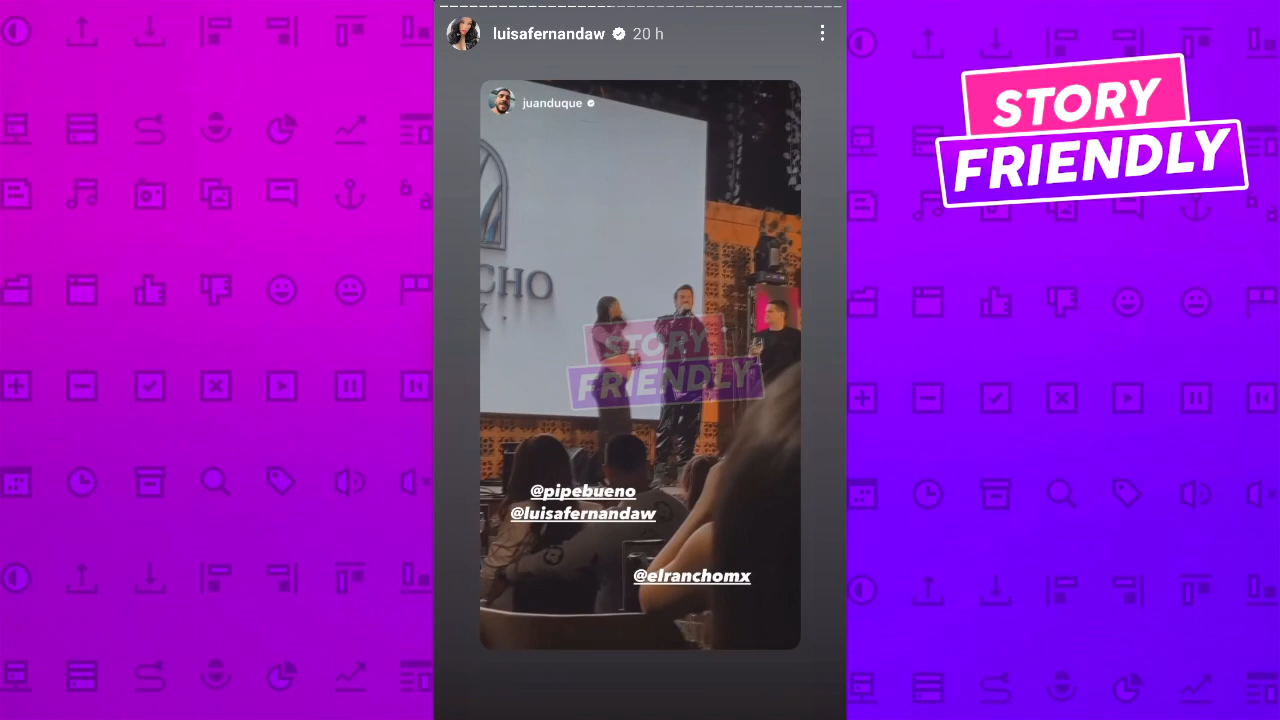 luisafernandaw 20 h
STORY
FRIENDLY
juanduque
CHO
X.
STORY
FRIENDLY
@pipebueno
@luisafernandaw
@elranchomx